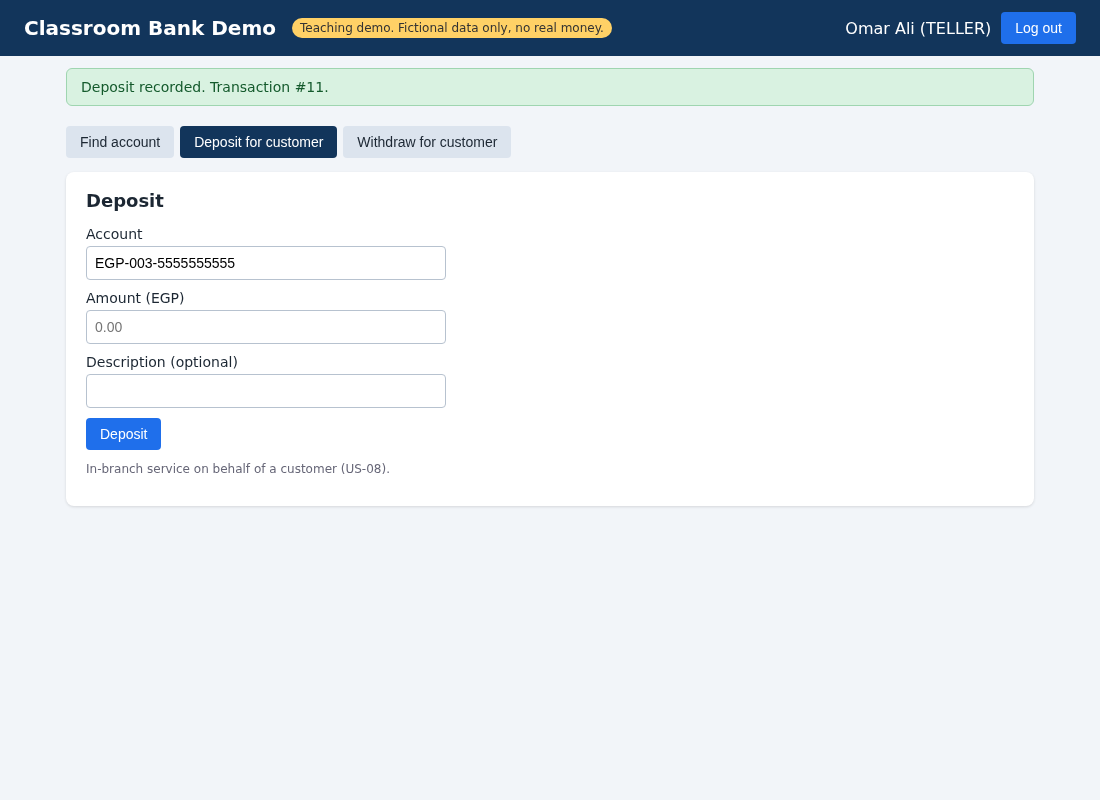 Classroom Bank Demo
Teaching demo. Fictional data only, no real money.
Omar Ali (TELLER)
Log out
Deposit recorded. Transaction #11.
Find account
Deposit for customer
Withdraw for customer
Deposit
Account
EGP-003-5555555555
Amount (EGP)
0.00
Description (optional)
Deposit
In-branch service on behalf of a customer (US-08).